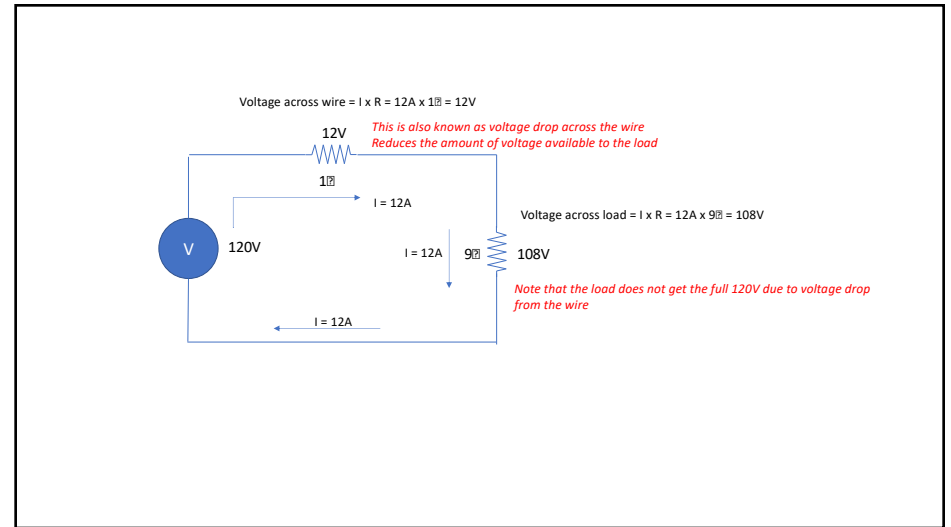 Voltage across wire = I x R = 12A x 1⍰ = 12V
This is also known as voltage drop across the wire
Reduces the amount of voltage available to the load
12V
1⍰
I = 12A
Voltage across load = I x R = 12A x 9⍰ = 108V
V
120V
I = 12A
9⍰
108V
Note that the load does not get the full 120V due to voltage drop
from the wire
I = 12A